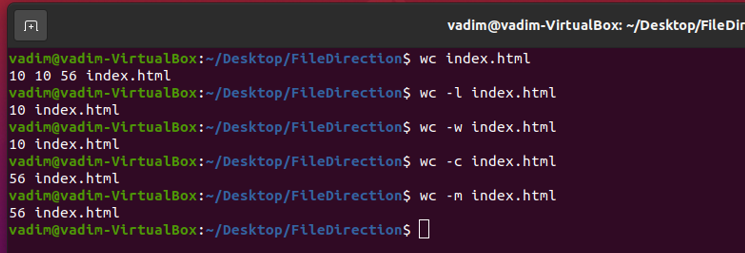 vadim@vadim-VirtualBox: ~/Desktop/FileDir
vadim@vadim-VirtualBox:~/Desktop/FileDirection$ wc index.html
10 10 56 index.html
vadim@vadim-VirtualBox:~/Desktop/FileDirection$ wc -l index.html
10 index.html
vadim@vadim-VirtualBox:~/Desktop/FileDirection$ wc -w index.html
10 index.html
vadim@vadim-VirtualBox:~/Desktop/FileDirection$ wc -c index.html
56 index.html
vadim@vadim-VirtualBox:~/Desktop/FileDirection$ wc -m index.html
56 index.html
vadim@vadim-VirtualBox:~/Desktop/FileDirection$